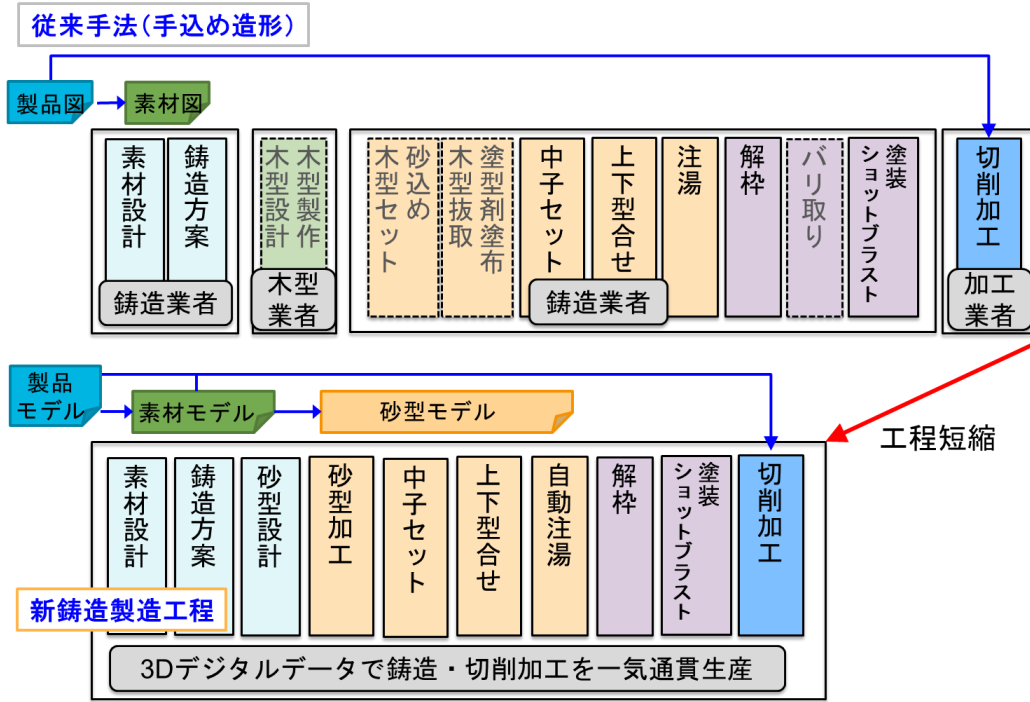 従来手法(手込め造形)
製品図
素材図
素材設計
鋳造方案
鋳造業者
木型製作
木型設計
木型
業者
砂込め
木型セット
塗型剤塗布
木型抜取
中子セット
上下型合せ
注湯
解枠
バリ取り
塗装
ショットブラスト
鋳造業者
切削加工
加工
業者
製品
モデル
素材モデル
砂型モデル
工程短縮
素材設計
鋳造方案
砂型設計
砂型加工
中子セット
上下型合せ
自動注湯
解枠
塗装
ショットブラスト
切削加工
新鋳造製造工程
3Dデジタルデータで鋳造・切削加工を一気通貫生産